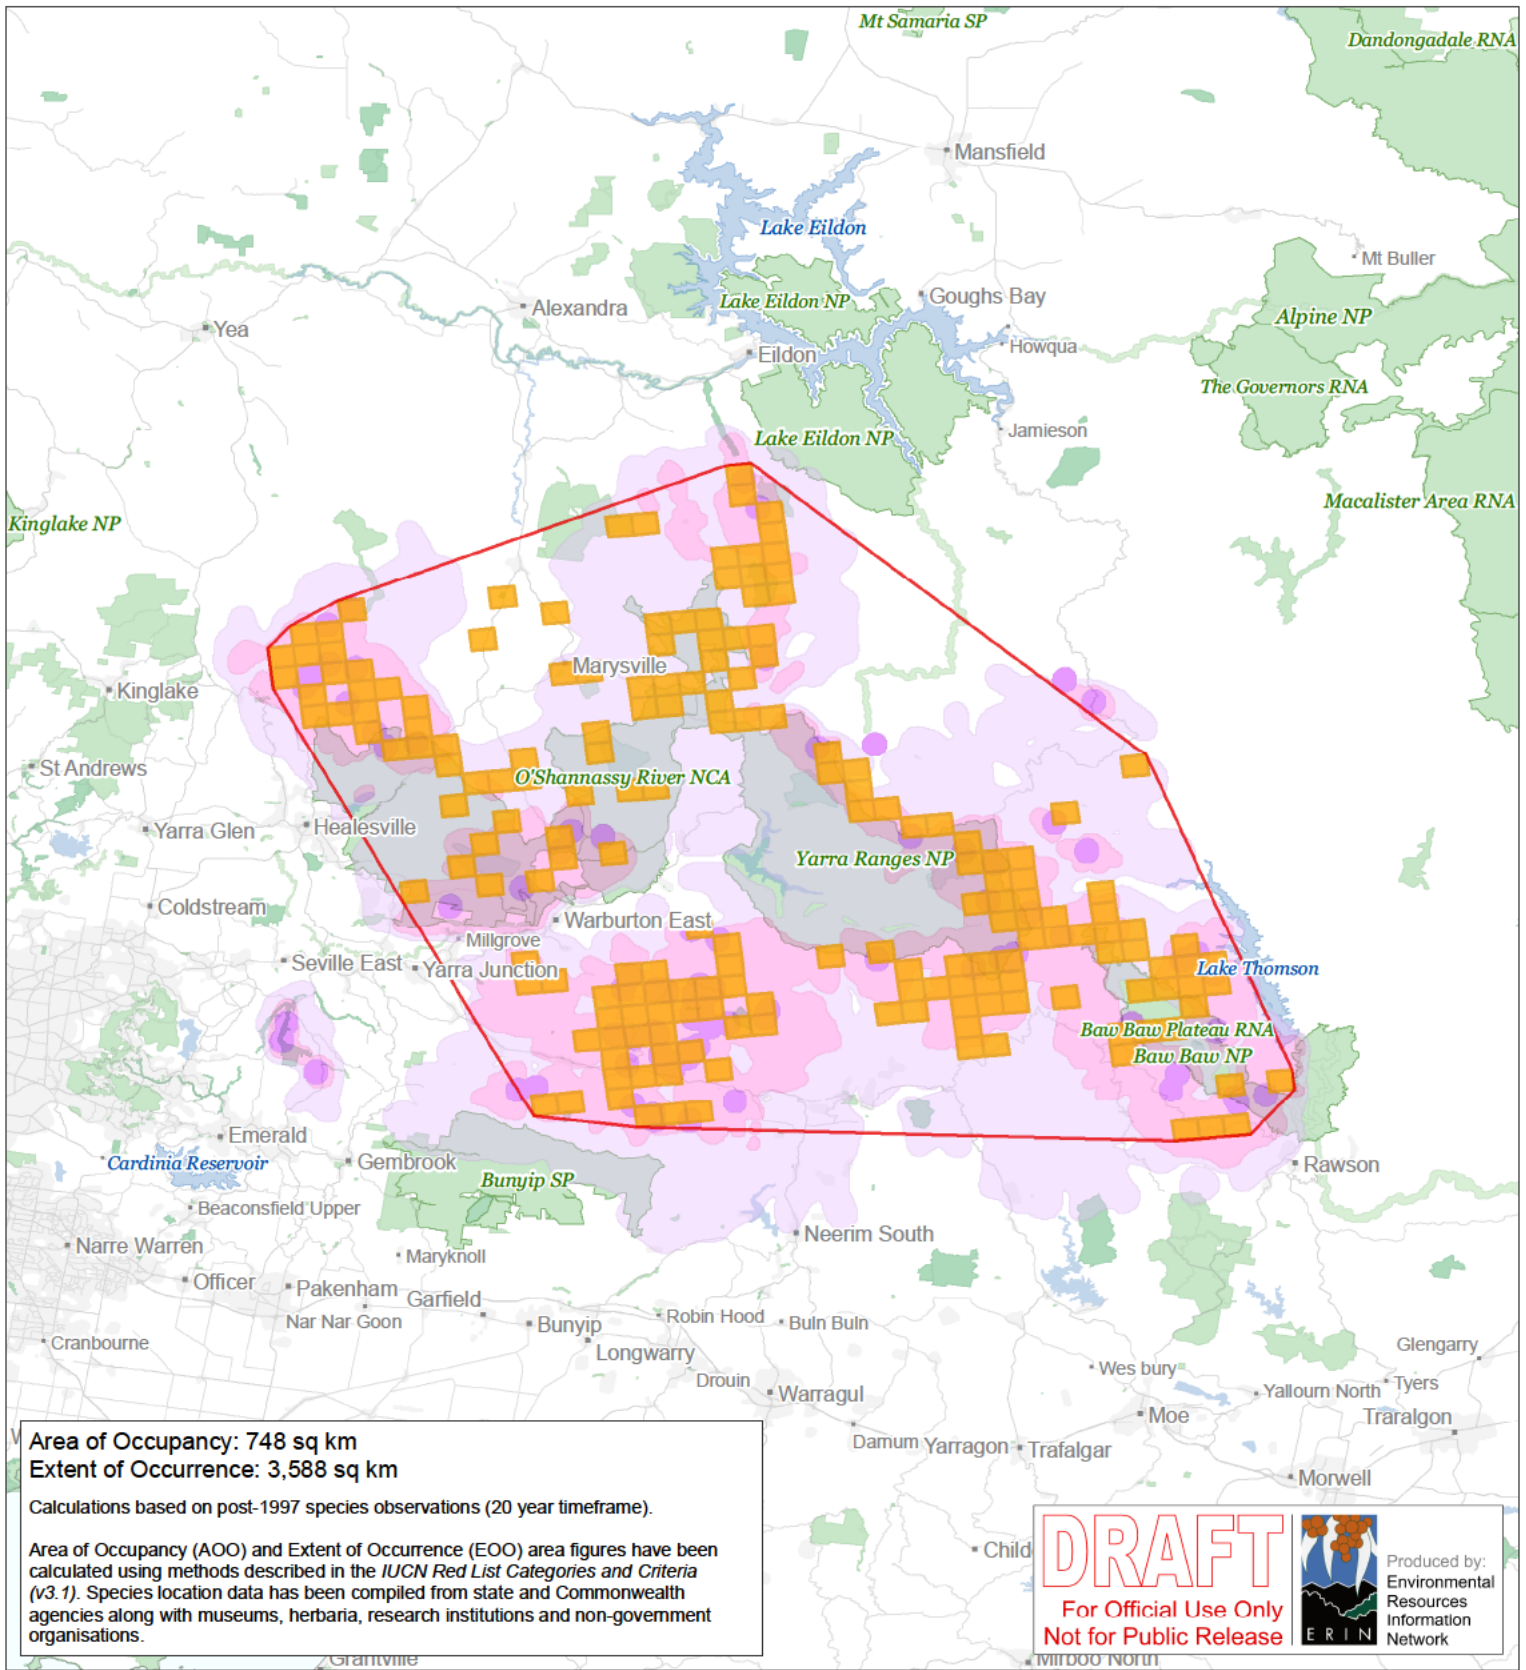 Mt Samaria SP
Dandongadale RNA
Mansfield
Lake Eildon
Mt Buller
Lake Eildon NP
Goughs Bay
Alexandra
Alpine NP
Yea
Howqua
Eildon
The Governors RNA
Jamieson
Lake Eildon NP
Macalister Area RNA
Kinglake NP
Marysville
Kinglake
St Andrews
O'Shannassy River NCA
Yarra Glen
Healesville
Yarra Ranges NP
Coldstream
Warburton East
Millgrove
Seville East
Yarra Junction
Lake Thomson
Baw Baw Plateau RNA
Baw Baw NP
Emerald
Cardinia Reservoir
Gembrook
Rawson
Bunyip SP
Beaconsfield Upper
Neerim South
Narre Warren
Maryknoll
Officer
Pakenham
Garfield
Nar Nar Goon
Robin Hood
Buln Buln
Bunyip
Cranbourne
Longwarry
Glengarry
Wes bury
Drouin
Warragul
Yallourn North
Tyers
Moe
Traralgon
Darnum
Yarragon
Trafalgar
Morwell
Area of Occupancy: 748 sq km
Extent of Occurrence: 3,588 sq km
Calculations based on post-1997 species observations (20 year timeframe).
Area of Occupancy (AOO) and Extent of Occurrence (EOO) area figures have been
calculated using methods described in the IUCN Red List Categories and Criteria
(v3.1). Species location data has been compiled from state and Commonwealth
agencies along with museums, herbaria, research institutions and non-government
organisations.
Child
DRAFT
For Official Use Only
Not for Public Release
ERIN
Produced by:
Environmental
Resources
Information
Network
Grantville
Mirboo North